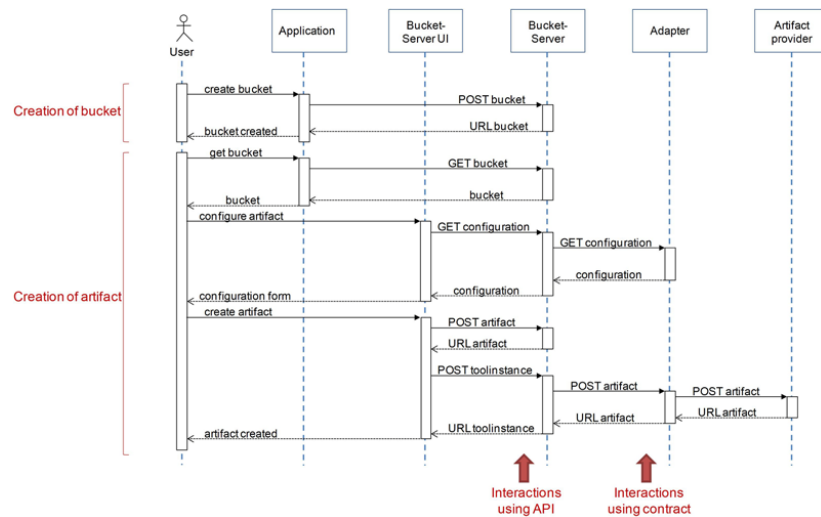 User
Application
Bucket-
Server UI
Bucket-
Server
Adapter
Artifact
provider
Creation of bucket
create bucket
POST bucket
URL bucket
bucket created
Creation of artifact
get bucket
GET bucket
bucket
bucket
configure artifact
GET configuration
GET configuration
configuration
configuration
configuration form
create artifact
POST artifact
URL artifact
POST toolinstance
POST artifact
POST artifact
URL artifact
URL artifact
URL toolinstance
artifact created
Interactions
using API
Interactions
using contract